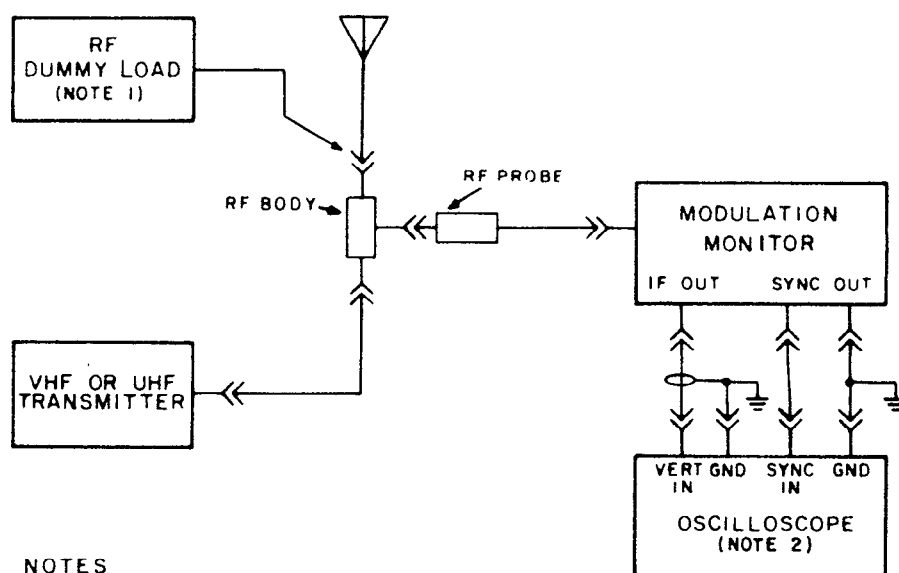 RF
DUMMY LOAD
(NOTE 1)
RF PROBE
RF BODY
MODULATION
MONITOR
IF OUT
SYNC OUT
VHF OR UHF
TRANSMITTER
VERT
IN
GND
SYNC
IN
GND
OSCILLOSCOPE
(NOTE 2)
NOTES